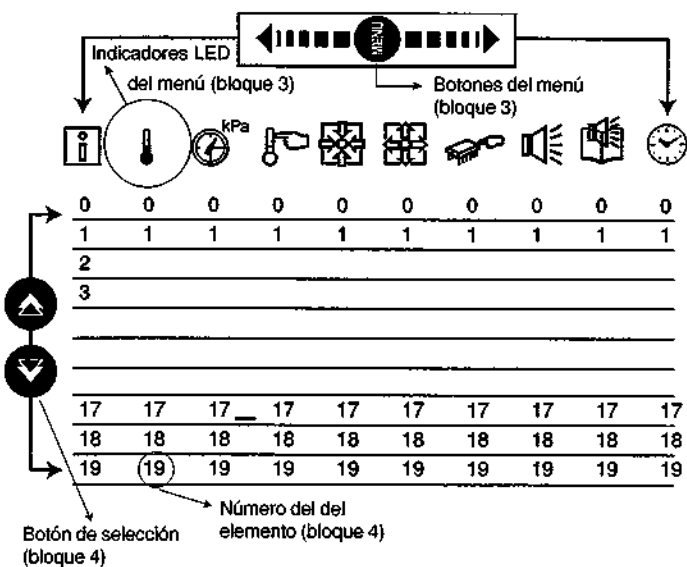 MENU
Indicadores LED
del menú (bloque 3)
Botones del menú
(bloque 3)
i
kPa
0 0 0 0 0 0 0 0 0 0
1 1 1 1 1 1 1 1 1 1
2
3
17 17 17 17 17 17 17 17 17 17
18 18 18 18 18 18 18 18 18 18
19 19 19 19 19 19 19 19 19 19
Número del del
elemento (bloque 4)
Botón de selección
(bloque 4)